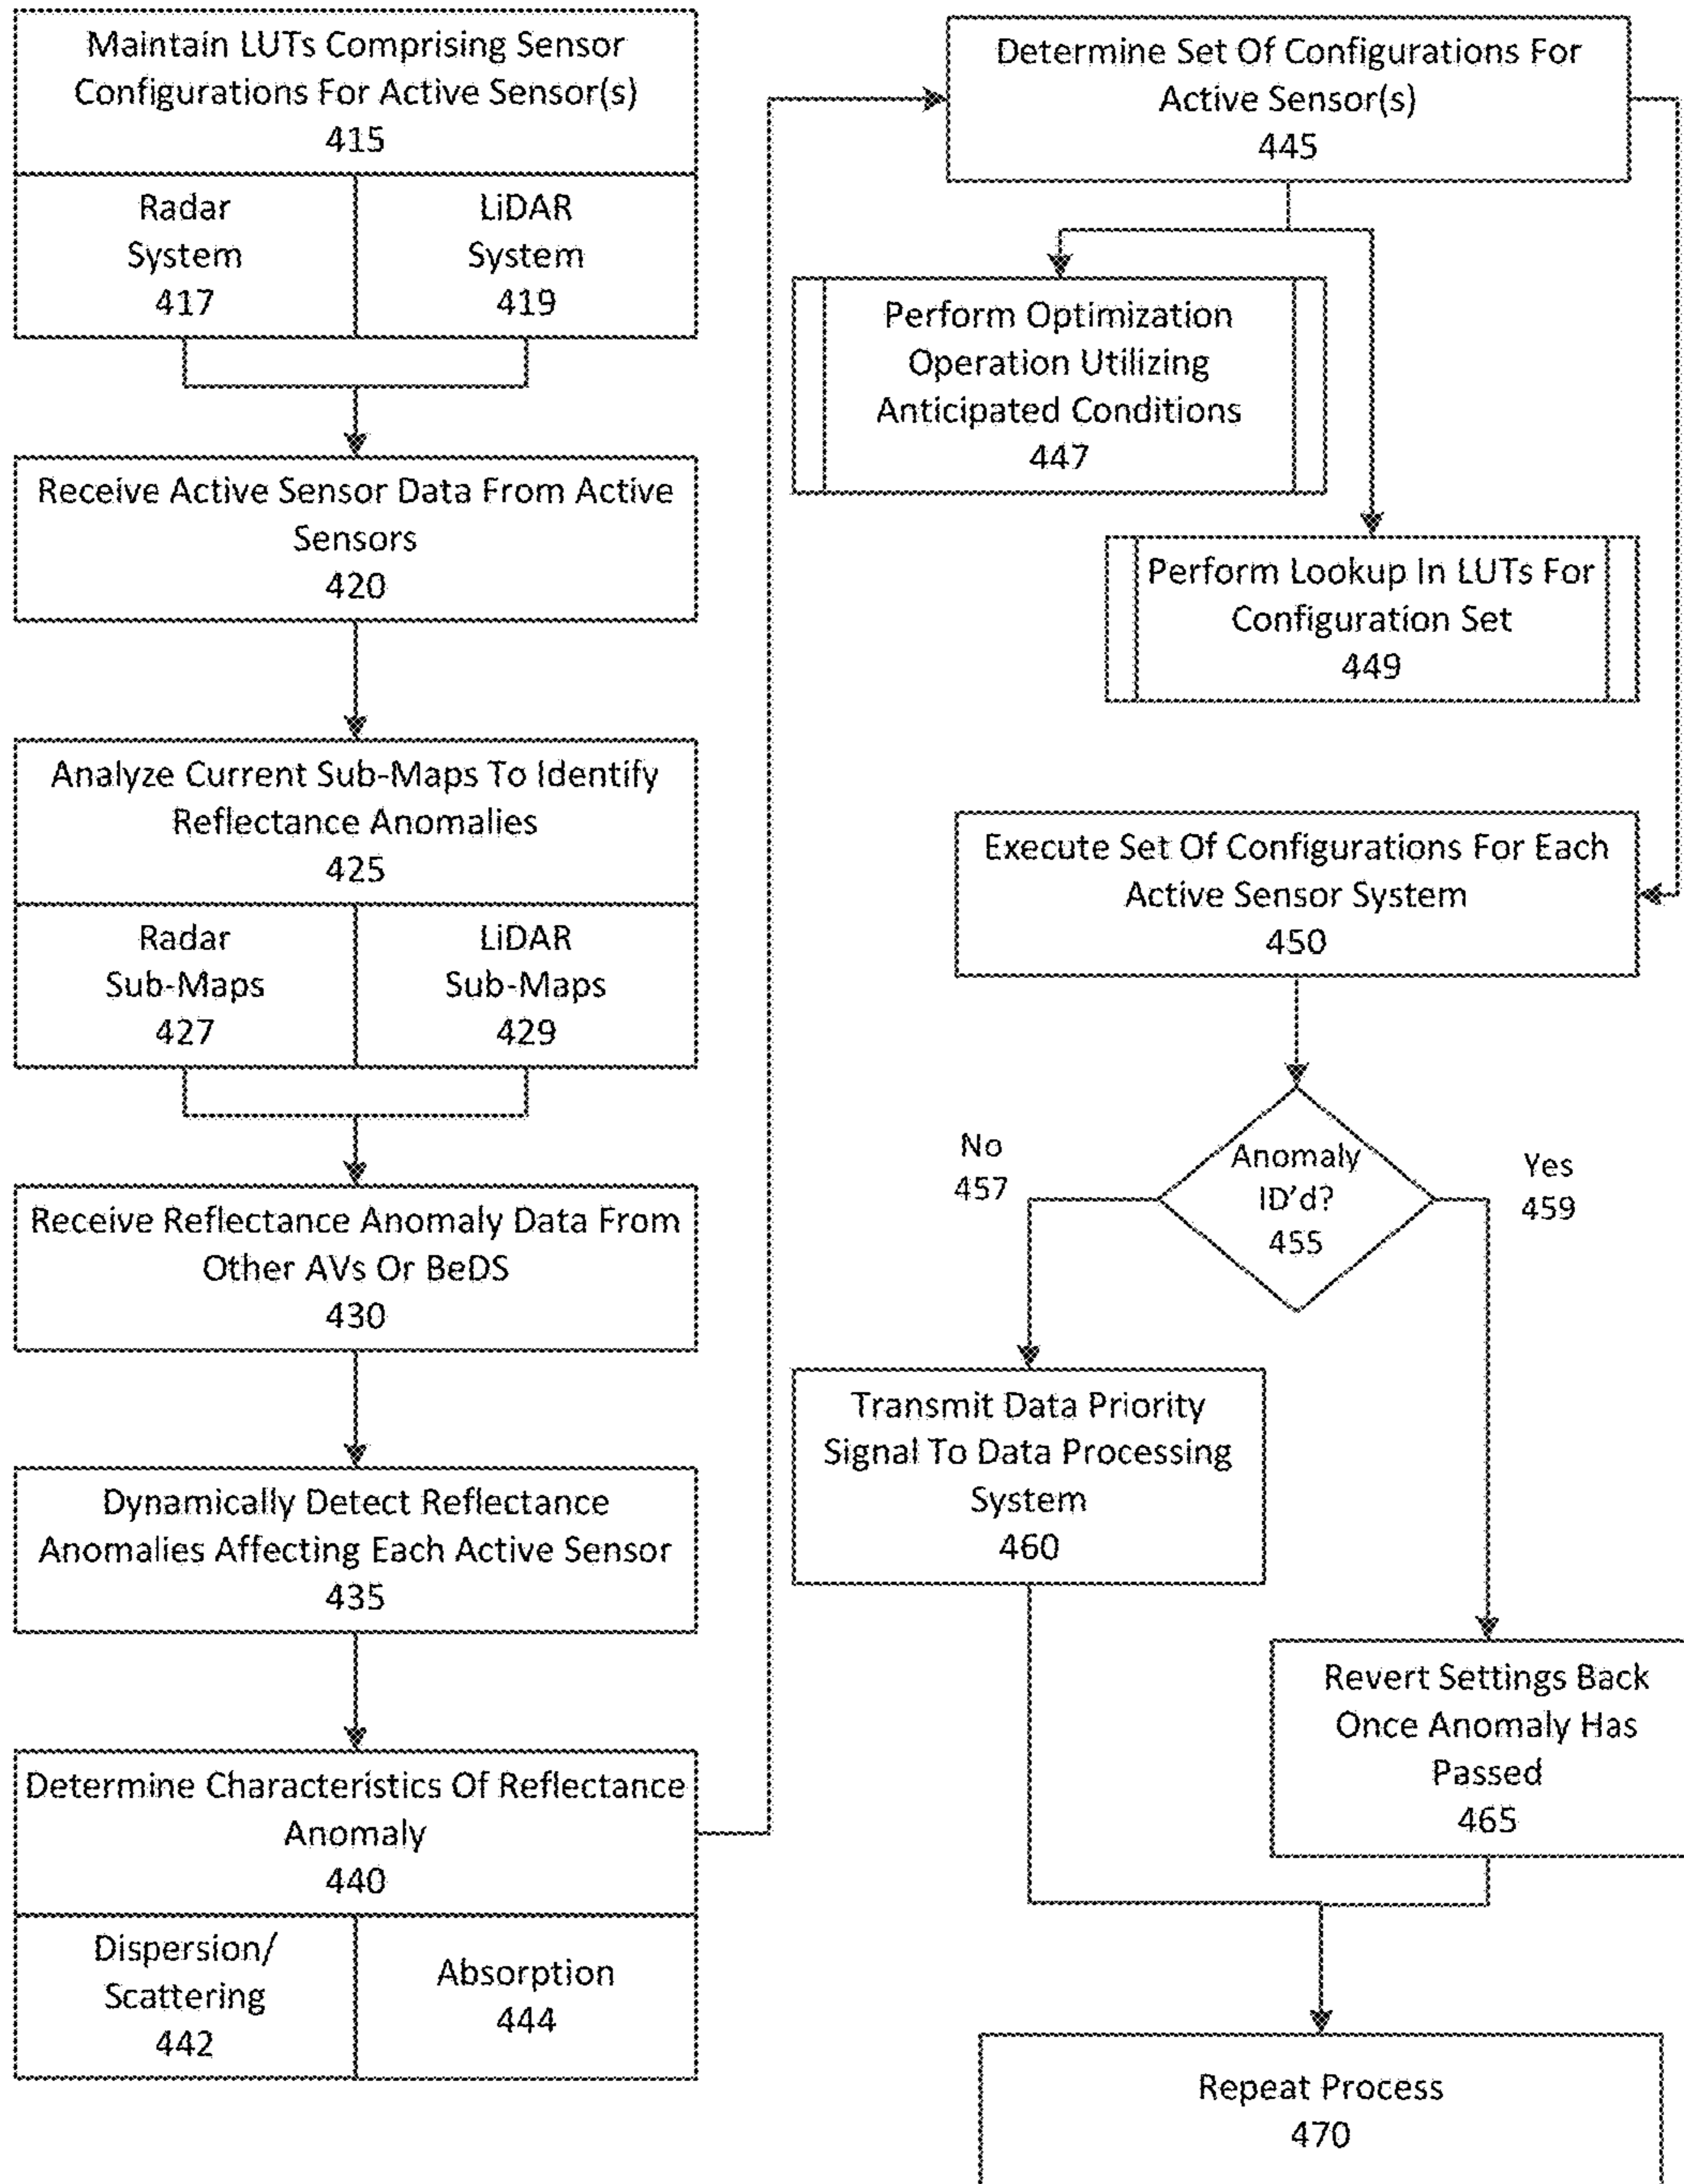 Maintain LUTs Comprising Sensor
Configurations For Active Sensor(s)
415
Radar
System
417
LiDAR
System
419
Receive Active Sensor Data From Active
Sensors
420
Analyze Current Sub-Maps To Identify
Reflectance Anomalies
425
Radar
Sub-Maps
427
LiDAR
Sub-Maps
429
Receive Reflectance Anomaly Data From
Other AVs Or BeDS
430
Dynamically Detect Reflectance
Anomalies Affecting Each Active Sensor
435
Determine Characteristics Of Reflectance
Anomaly
440
Dispersion/
Scattering
442
Absorption
444
Determine Set Of Configurations For
Active Sensor(s)
445
Perform Optimization
Operation Utilizing
Anticipated Conditions
447
Perform Lookup In LUTs For
Configuration Set
449
Execute Set Of Configurations For Each
Active Sensor System
450
Anomaly
ID'd?
455
No
457
Yes
459
Transmit Data Priority
Signal To Data Processing
System
460
Revert Settings Back
Once Anomaly Has
Passed
465
Repeat Process
470